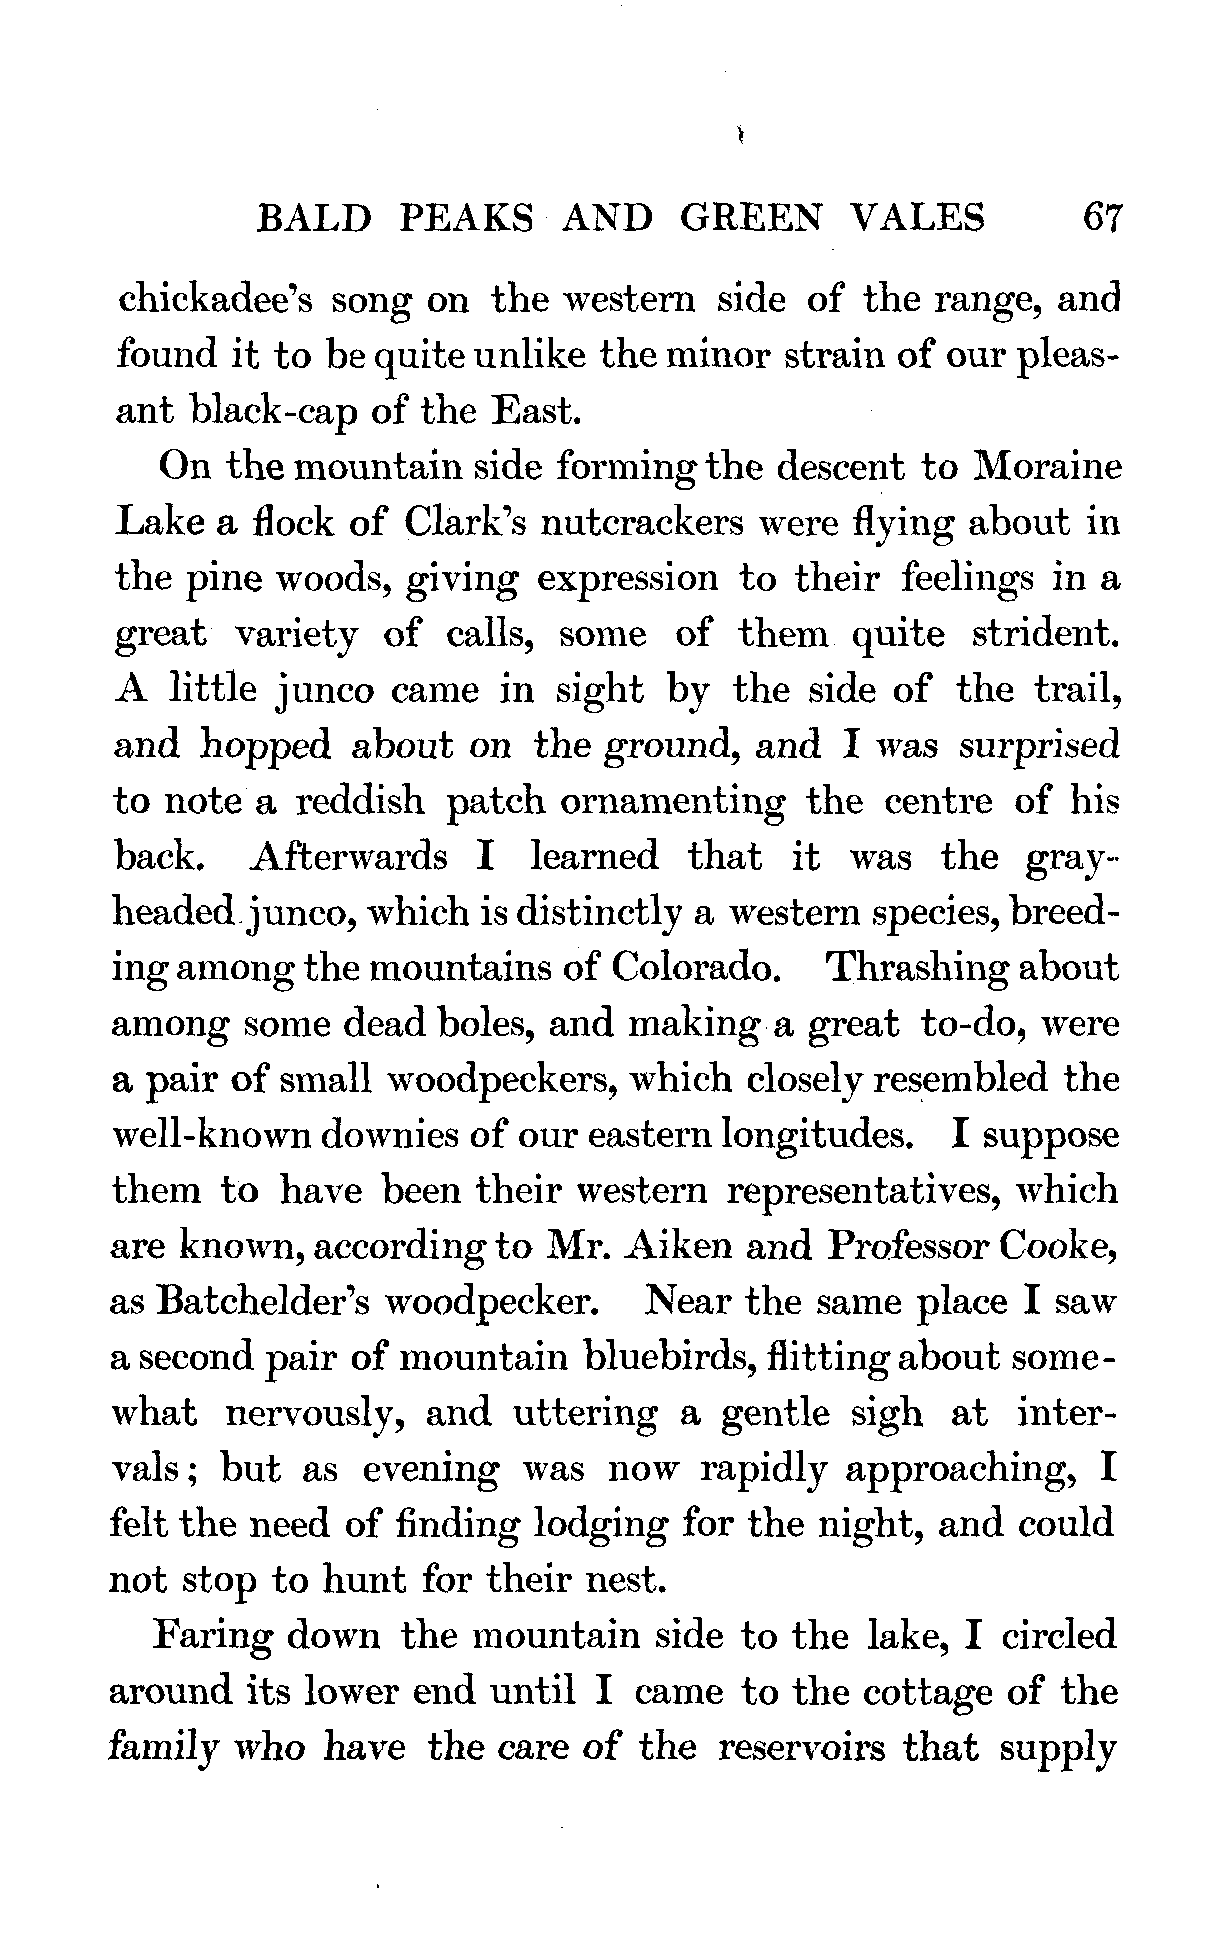 BALD PEAKS AND GREEN VALES 67
chickadee's song on the western side of the range, and
found it to be quite unlike the minor strain of our pleas-
ant black-cap of the East.
On the mountain side forming the descent to Moraine
Lake a flock of Clark's nutcrackers were flying about in
the pine woods, giving expression to their feelings in a
great variety of calls, some of them quite strident.
A little junco came in sight by the side of the trail,
and hopped about on the ground, and I was surprised
to note a reddish patch ornamenting the centre of his
back. Afterwards I learned that it was the gray-
headed junco, which is distinctly a western species, breed-
ing among the mountains of Colorado. Thrashing about
among some dead boles, and making a great to-do, were
a pair of small woodpeckers, which closely resembled the
well-known downies of our eastern longitudes. I suppose
them to have been their western representatives, which
are known, according to Mr. Aiken and Professor Cooke,
as Batchelder's woodpecker. Near the same place I saw
a second pair of mountain bluebirds, flitting about some-
what nervously, and uttering a gentle sigh at inter-
vals; but as evening was now rapidly approaching, I
felt the need of finding lodging for the night, and could
not stop to hunt for their nest.
Faring down the mountain side to the lake, I circled
around its lower end until I came to the cottage of the
family who have the care of the reservoirs that supply